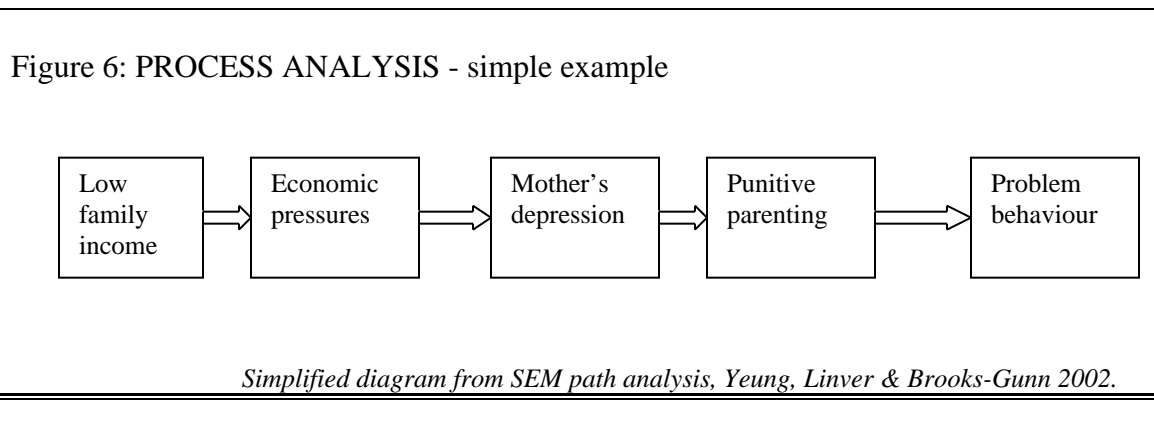 Figure 6: PROCESS ANALYSIS - simple example
Low
family
income
Economic
pressures
Mother's
depression
Punitive
parenting
Problem
behaviour
Simplified diagram from SEM path analysis, Yeung, Linver & Brooks-Gunn 2002.